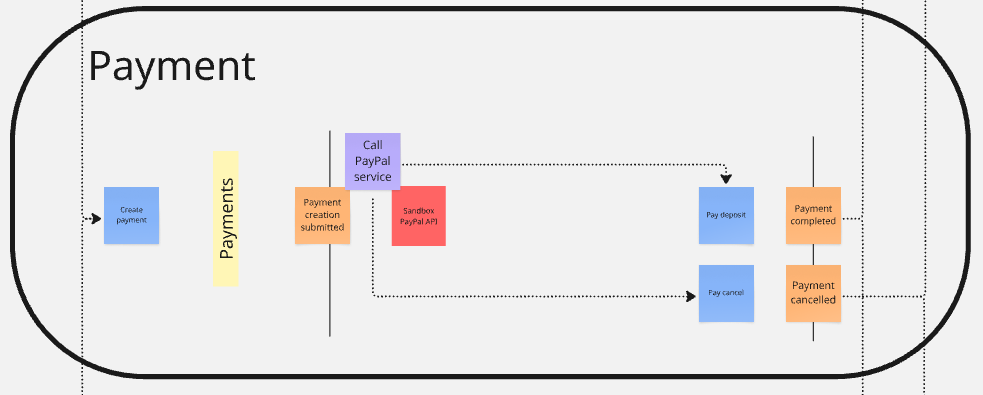 Payment
Create
payment
Payments
Payment
creation
submitted
Call
PayPal
service
Sandbox
PayPal API
Pay deposit
Payment
completed
Pay cancel
Payment
cancelled